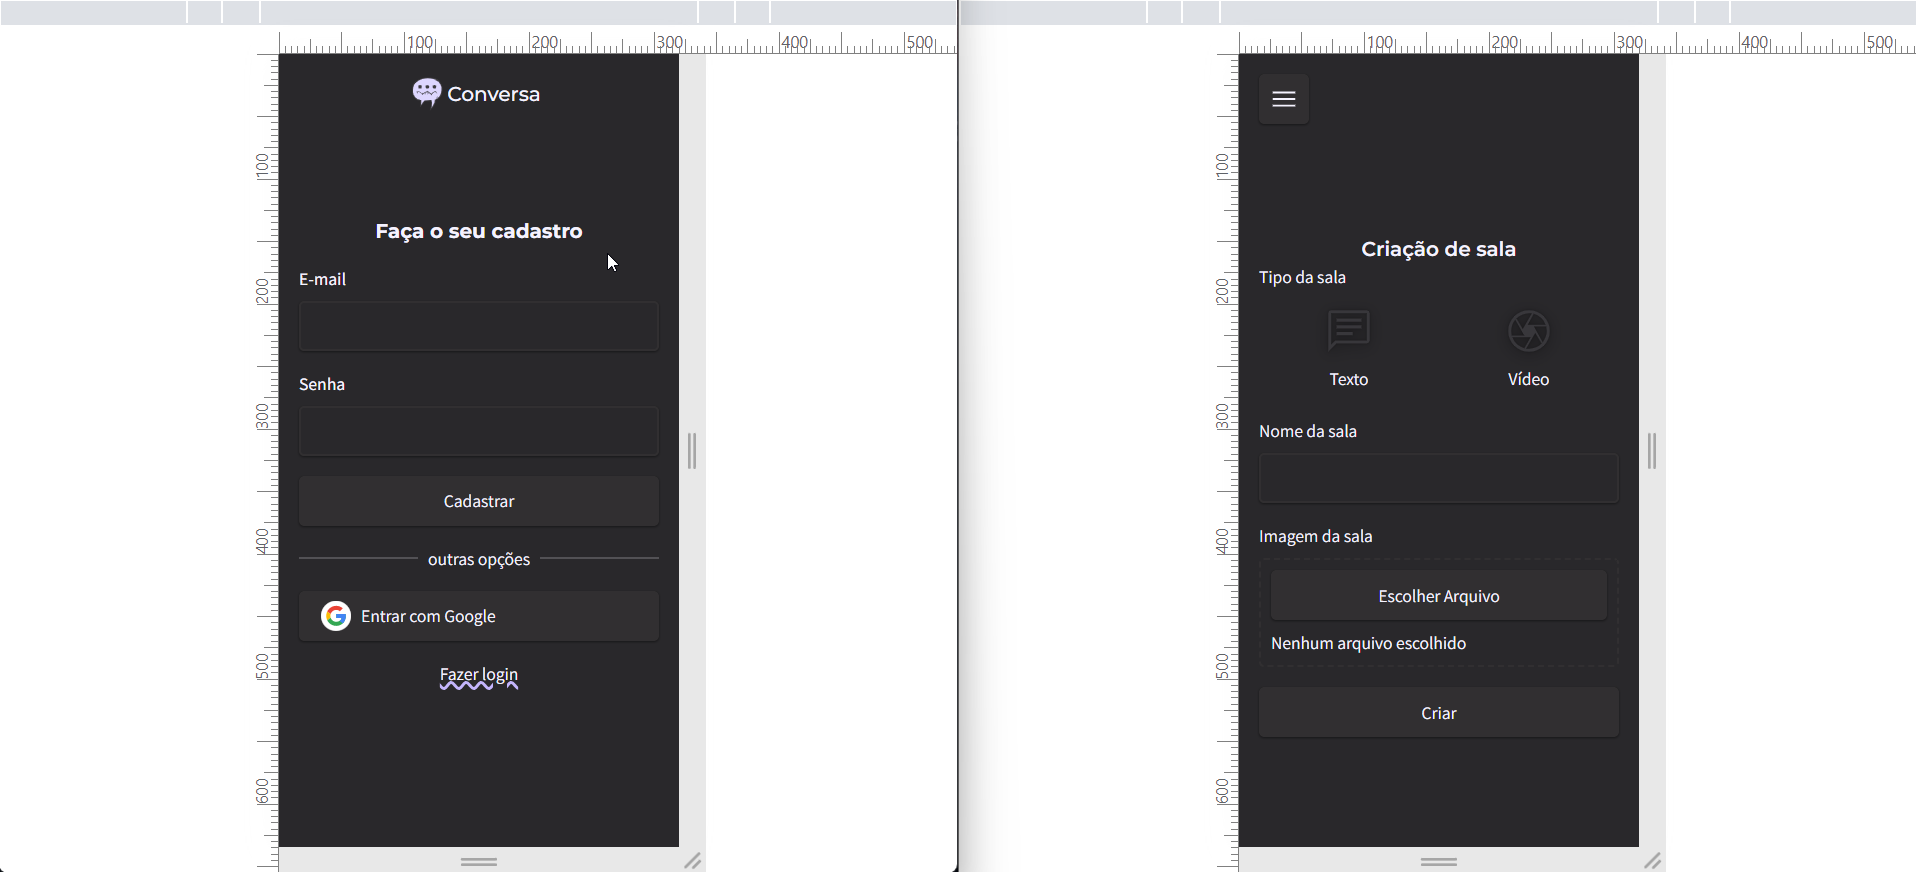 100 200 300 400 500
100
200
300
400
500
600
Conversa
Faça o seu cadastro
E-mail
Senha
Cadastrar
outras opções
Entrar com Google
Fazer login
100 200 300 400 500
100
200
300
400
500
600
Criação de sala
Tipo da sala
Texto Vídeo
Nome da sala
Imagem da sala
Escolher Arquivo
Nenhum arquivo escolhido
Criar